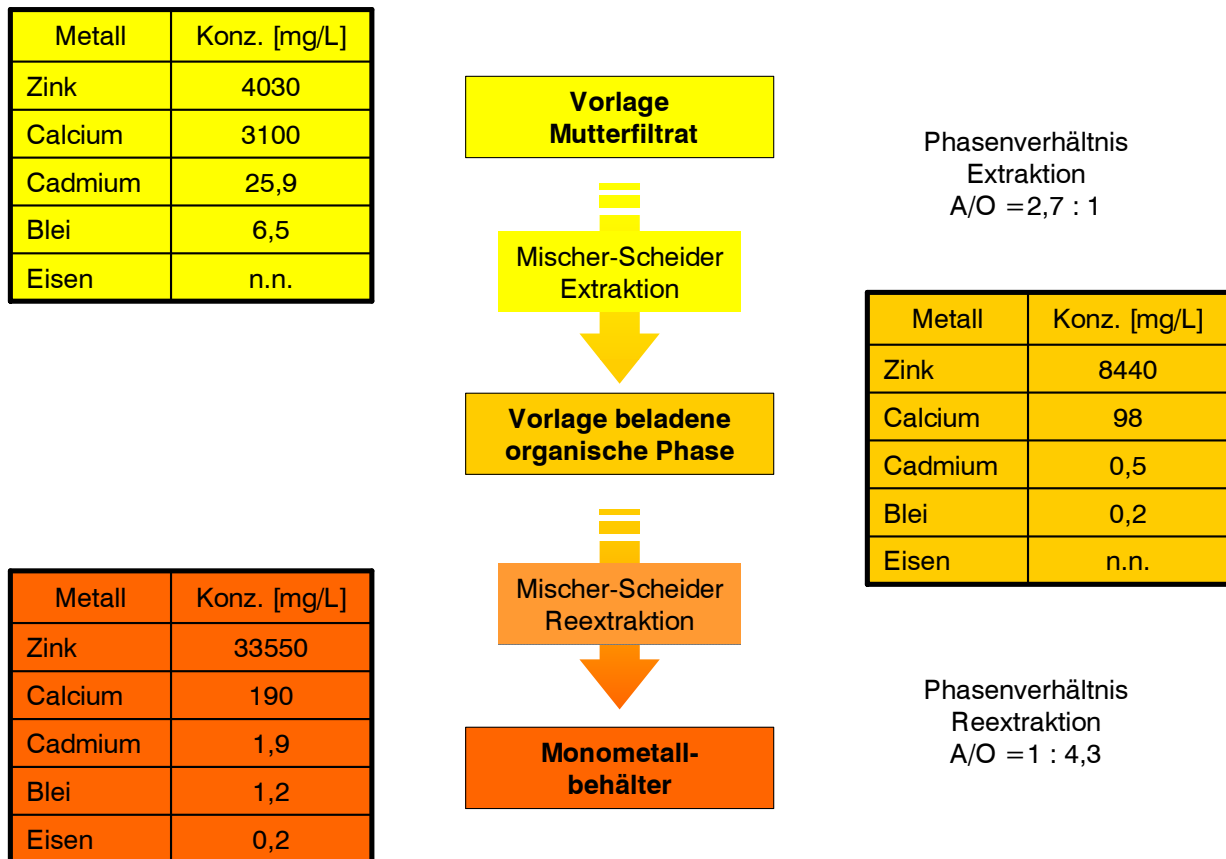 Metall Konz. [mg/L]
Zink 4030
Calcium 3100
Cadmium 25,9
Blei 6,5
Eisen n.n.
Vorlage
Mutterfiltrat
Phasenverhältnis
Extraktion
A/O =2,7 : 1
Mischer-Scheider
Extraktion
Metall Konz. [mg/L]
Zink 8440
Calcium 98
Cadmium 0,5
Blei 0,2
Eisen n.n.
Vorlage beladene
organische Phase
Mischer-Scheider
Reextraktion
Metall Konz. [mg/L]
Zink 33550
Calcium 190
Cadmium 1,9
Blei 1,2
Eisen 0,2
Monometall-
behälter
Phasenverhältnis
Reextraktion
A/O =1 : 4,3